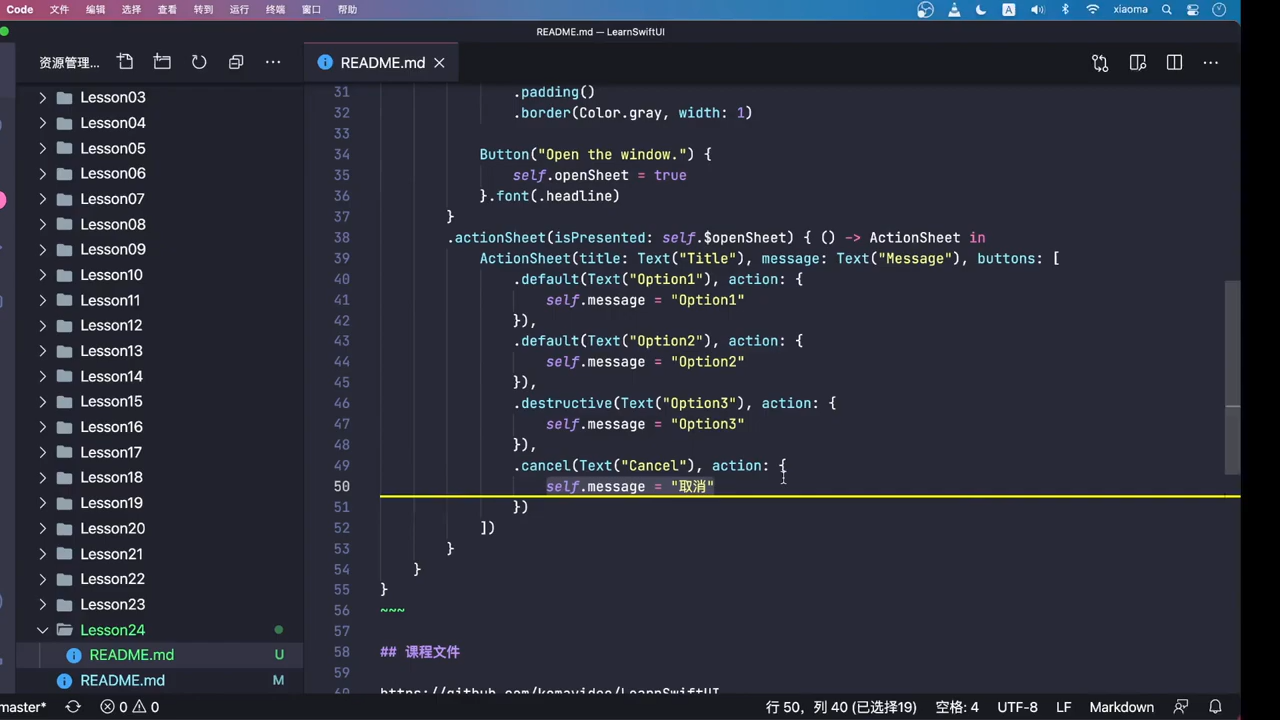 Code 文件 编辑 选择 查看 转到 运行 终端 窗口 帮助 A xiaoma
README.md — LearnSwiftUI
资源管理... ···
README.md
Lesson03
Lesson04
Lesson05
Lesson06
Lesson07
Lesson08
Lesson09
Lesson10
Lesson11
Lesson12
Lesson13
Lesson14
Lesson15
Lesson16
Lesson17
Lesson18
Lesson19
Lesson20
Lesson21
Lesson22
Lesson23
Lesson24
README.md U
README.md M
31 .padding()
32 .border(Color.gray, width: 1)
33
34 Button("Open the window.") {
35 self.openSheet = true
36 }.font(.headline)
37 }
38 .actionSheet(isPresented: self.$openSheet) { () -> ActionSheet in
39 ActionSheet(title: Text("Title"), message: Text("Message"), buttons: [
40 .default(Text("Option1"), action: {
41 self.message = "Option1"
42 }),
43 .default(Text("Option2"), action: {
44 self.message = "Option2"
45 }),
46 .destructive(Text("Option3"), action: {
47 self.message = "Option3"
48 }),
49 .cancel(Text("Cancel"), action: {
50 self.message = "取消"
51 })
52 ])
53 }
54 }
55 }
56 ~~~
57
58 ## 课程文件
59
60 https://github.com/komavideo/LearnSwiftUI
master* 0 0 行 50，列 40 (已选择19) 空格: 4 UTF-8 LF Markdown